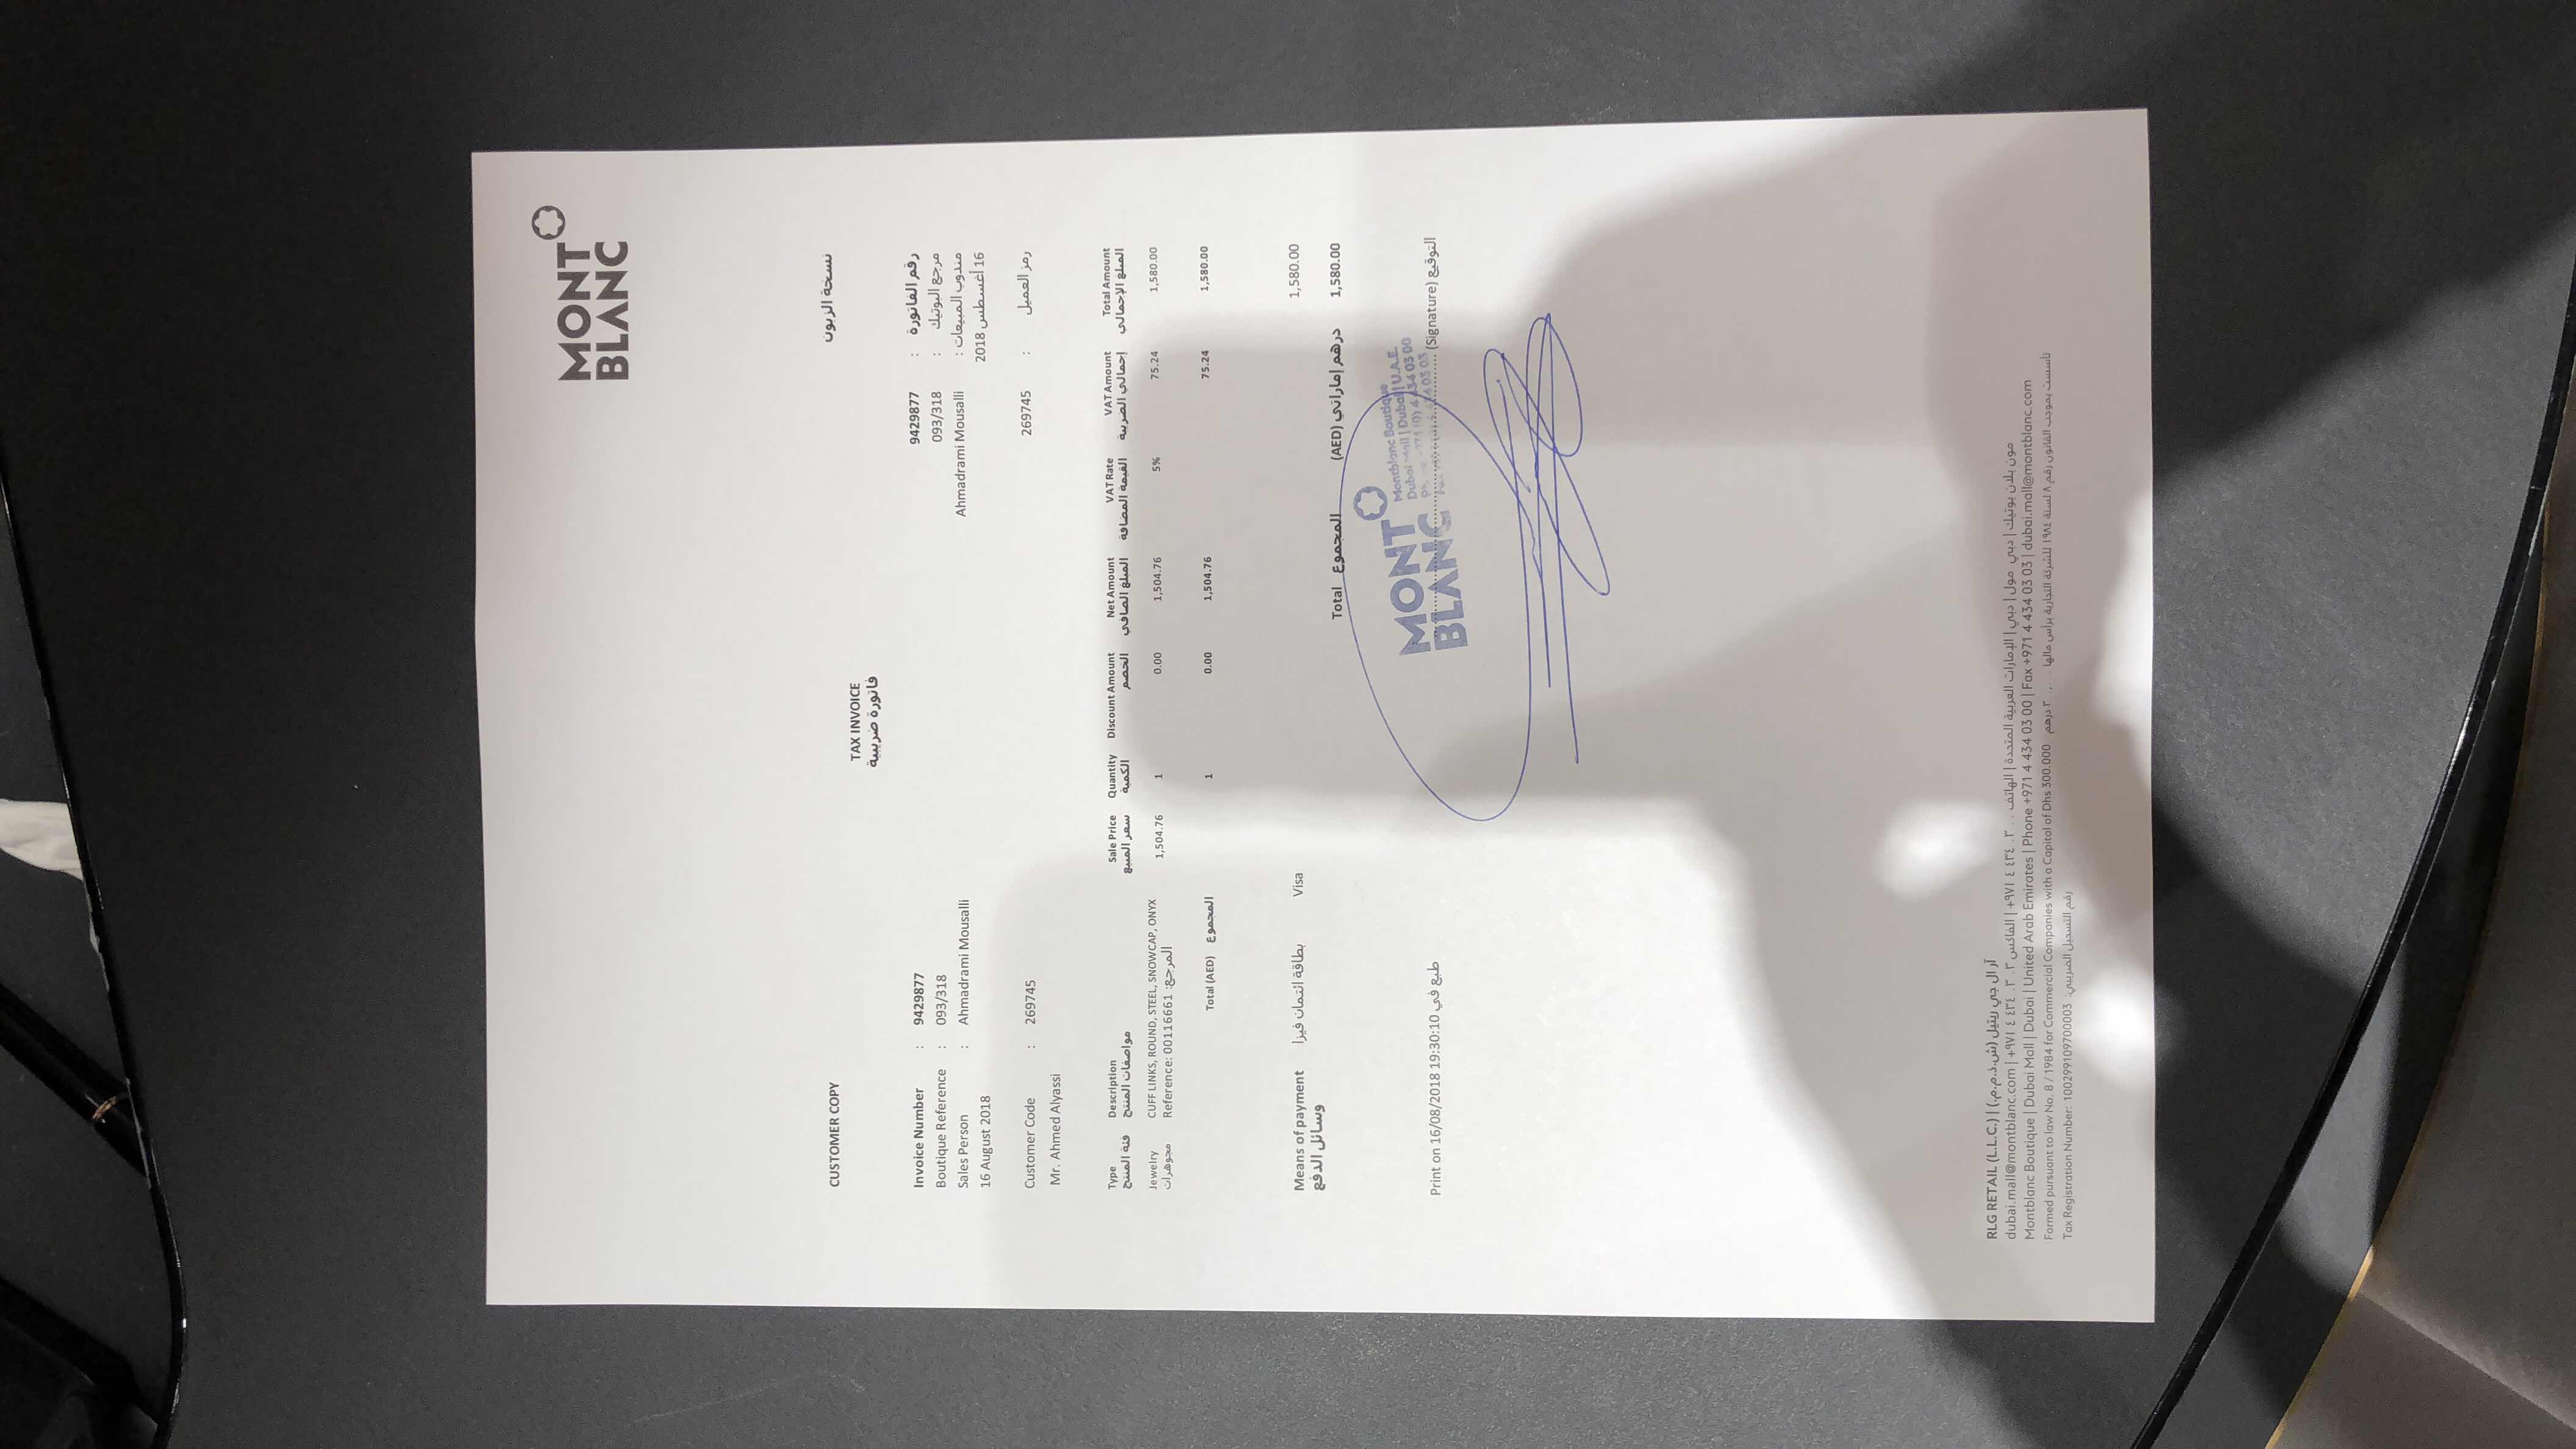 MONT
BLANC
CUSTOMER COPY نسخة الزبون
TAX INVOICE
فاتورة ضريبية
Invoice Number : 9429877 9429877 : رقم الفاتورة
Boutique Reference : 093/318 093/318 : مرجع البوتيك
Sales Person : Ahmadrami Mousalli Ahmadrami Mousalli : مندوب المبيعات
16 August 2018 16 أغسطس 2018
Customer Code : 269745 269745 : رمز العميل
Mr. Ahmed Alyassi
Type Description Sale Price Quantity Discount Amount Net Amount VAT Rate VAT Amount Total Amount
فئة المنتج مواصفات المنتج سعر المبيع الكمية الخصم المبلغ الصافي القيمة المضافة إجمالي الضريبة المبلغ الإجمالي
Jewelry CUFF LINKS, ROUND, STEEL, SNOWCAP, ONYX 1,504.76 1 0.00 1,504.76 5% 75.24 1,580.00
مجوهرات Reference: 00116661 :المرجع
Total (AED) المجموع 1 0.00 1,504.76 75.24 1,580.00
Means of payment بطاقة ائتمان فيزا Visa 1,580.00
وسائل الدفع
Total المجموع (AED) درهم إماراتي 1,580.00
MONT
BLANC
Montblanc Boutique
Dubai Mall | Dubai | U.A.E.
Print on 16/08/2018 19:30:10 طبع في (Signature) التوقيع
RLG RETAIL (L.L.C.) | آر ال جي ريتيل (ش.ذ.م.م.)
مون بلان بوتيك | دبي مول | دبي | الإمارات العربية المتحدة | الهاتف ٠٠ ٠٣ ٤٣٤ ٤ ٩٧١+ | الفاكس ٠٣ ٠٣ ٤٣٤ ٤ ٩٧١+ | dubai.mall@montblanc.com
Montblanc Boutique | Dubai Mall | Dubai | United Arab Emirates | Phone +971 4 434 03 00 | Fax +971 4 434 03 03 | dubai.mall@montblanc.com
Formed pursuant to law No. 8 / 1984 for Commercial Companies with a Capital of Dhs 300.000 تأسست بموجب القانون رقم ٨ لسنة ١٩٨٤ للشركة التجارية برأس مالها ٣٠٠,٠٠٠ درهم
Tax Registration Number: 100299109700003 :رقم التسجيل الضريبي